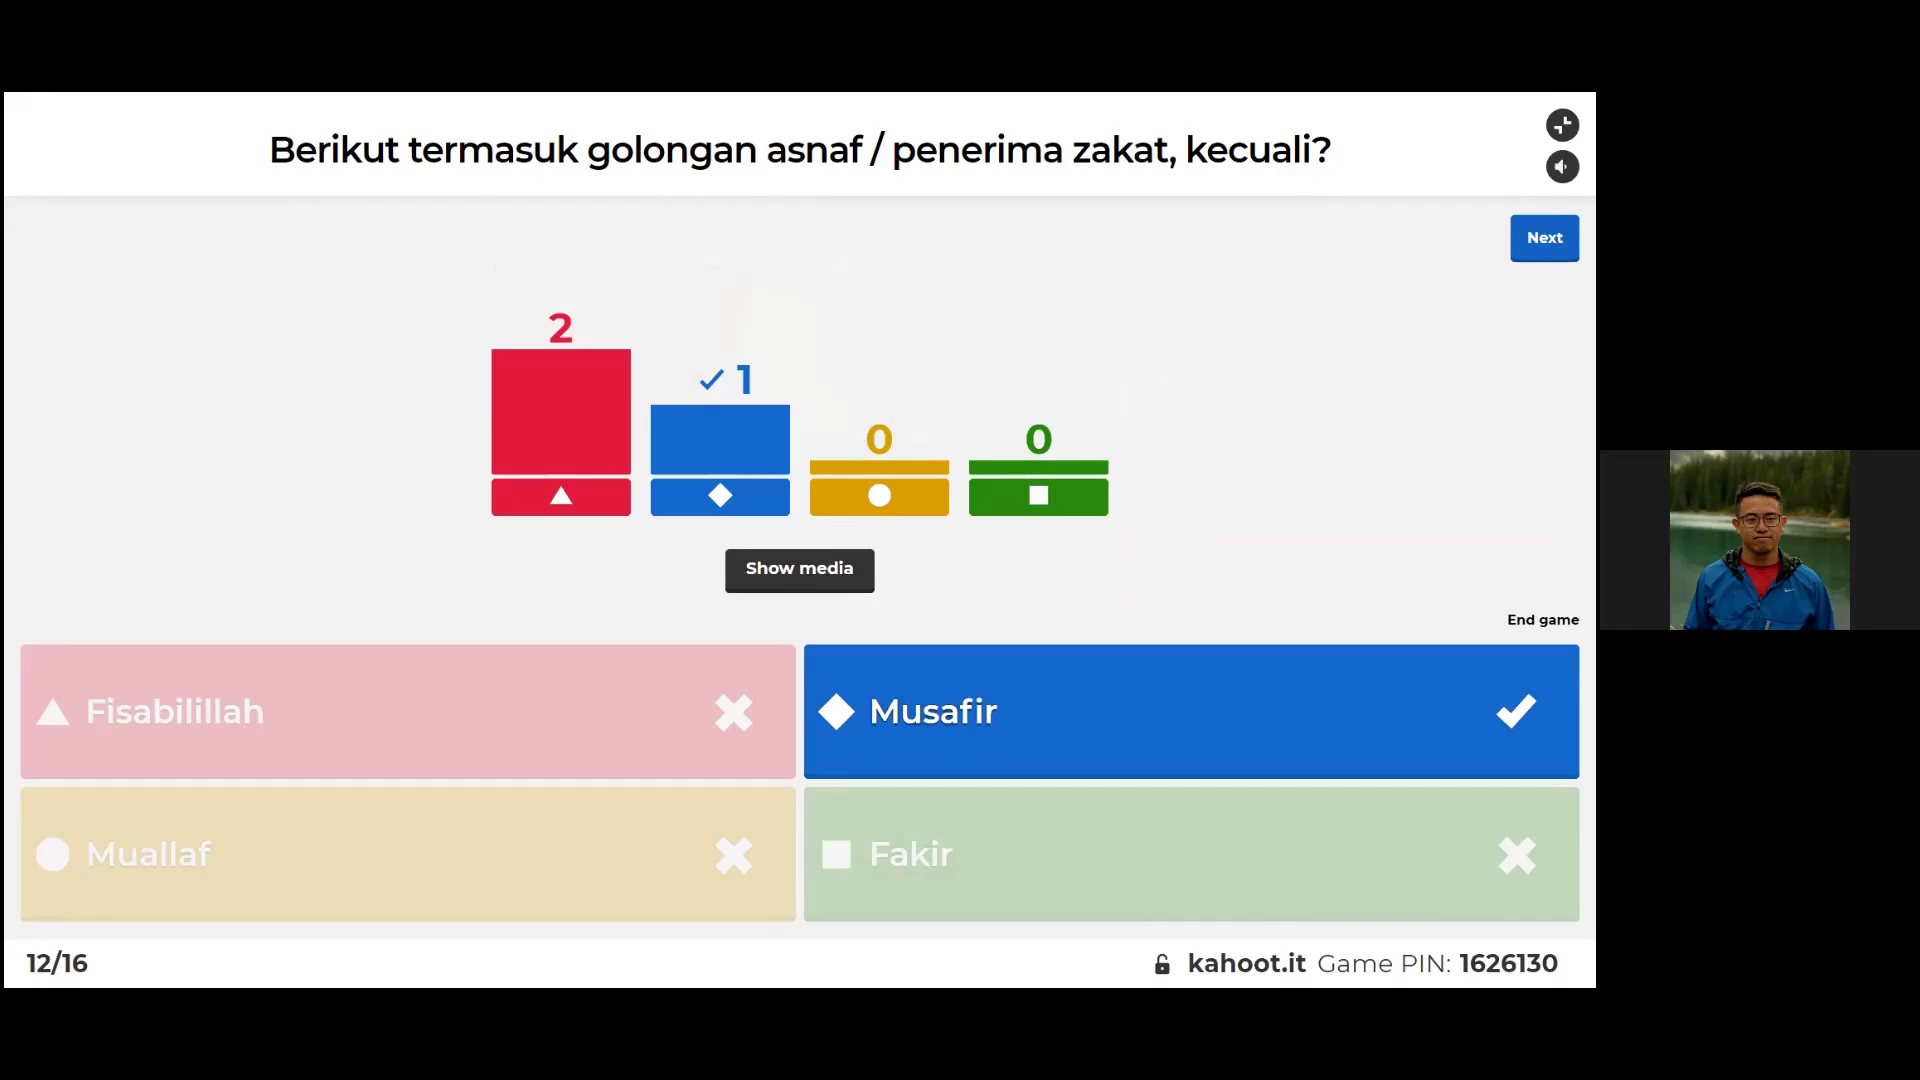 Berikut termasuk golongan asnaf / penerima zakat, kecuali?
Next
2
1
0
0
Show media
End game
Fisabilillah
Musafir
Muallaf
Fakir
12/16
kahoot.it Game PIN: 1626130